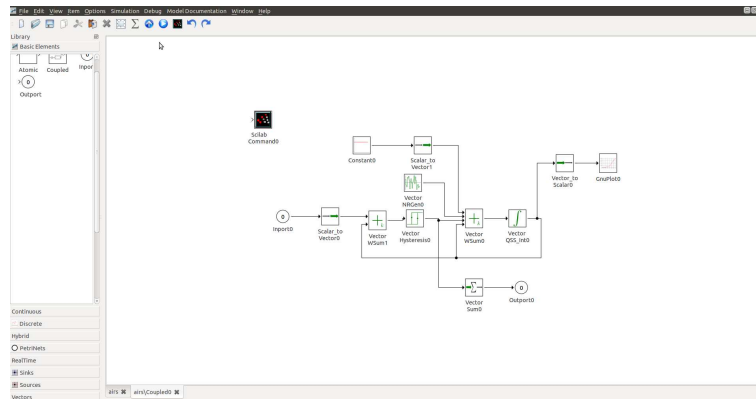 File Edit View Item Options Simulation Debug Model Documentation Window Help
Library
Basic Elements
Atomic
Coupled
Inport
Outport
0
Continuous
Discrete
Hybrid
PetriNets
RealTime
Sinks
Sources
Vectors
Scilab
Command0
Constant0
Scalar_to
Vector1
Vector_to
Scalar0
GnuPlot0
Vector
NRGen0
0
Inport0
Scalar_to
Vector0
Vector
WSum1
Vector
Hysteresis0
Vector
WSum0
Vector
QSS_Int0
Vector
Sum0
0
Outport0
airs
airs\Coupled0